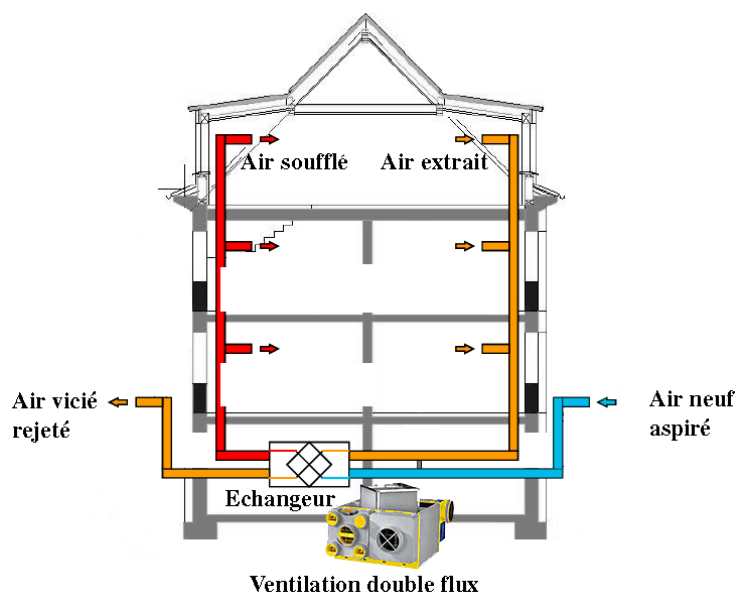 Air soufflé
Air extrait
Air vicié
rejeté
Air neuf
aspiré
Echangeur
Ventilation double flux